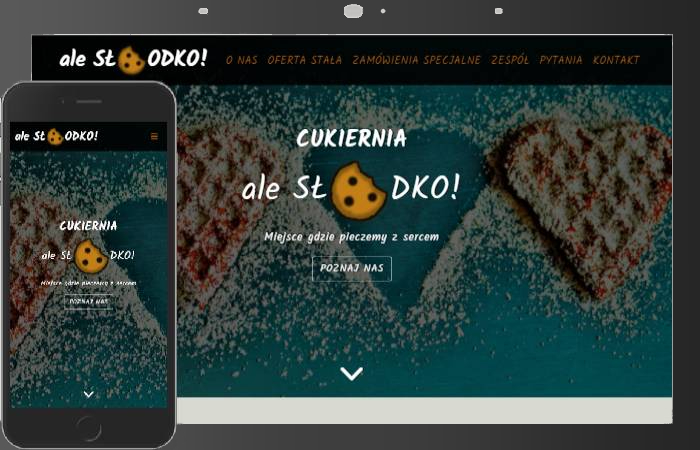 ale SŁ ODKO! O NAS OFERTA STAŁA ZAMÓWIENIA SPECJALNE ZESPÓŁ PYTANIA KONTAKT
CUKIERNIA
ale SŁ DKO!
Miejsce gdzie pieczemy z sercem
POZNAJ NAS
ale SŁ ODKO!
CUKIERNIA
ale SŁ DKO!
Miejsce gdzie pieczemy z sercem
POZNAJ NAS